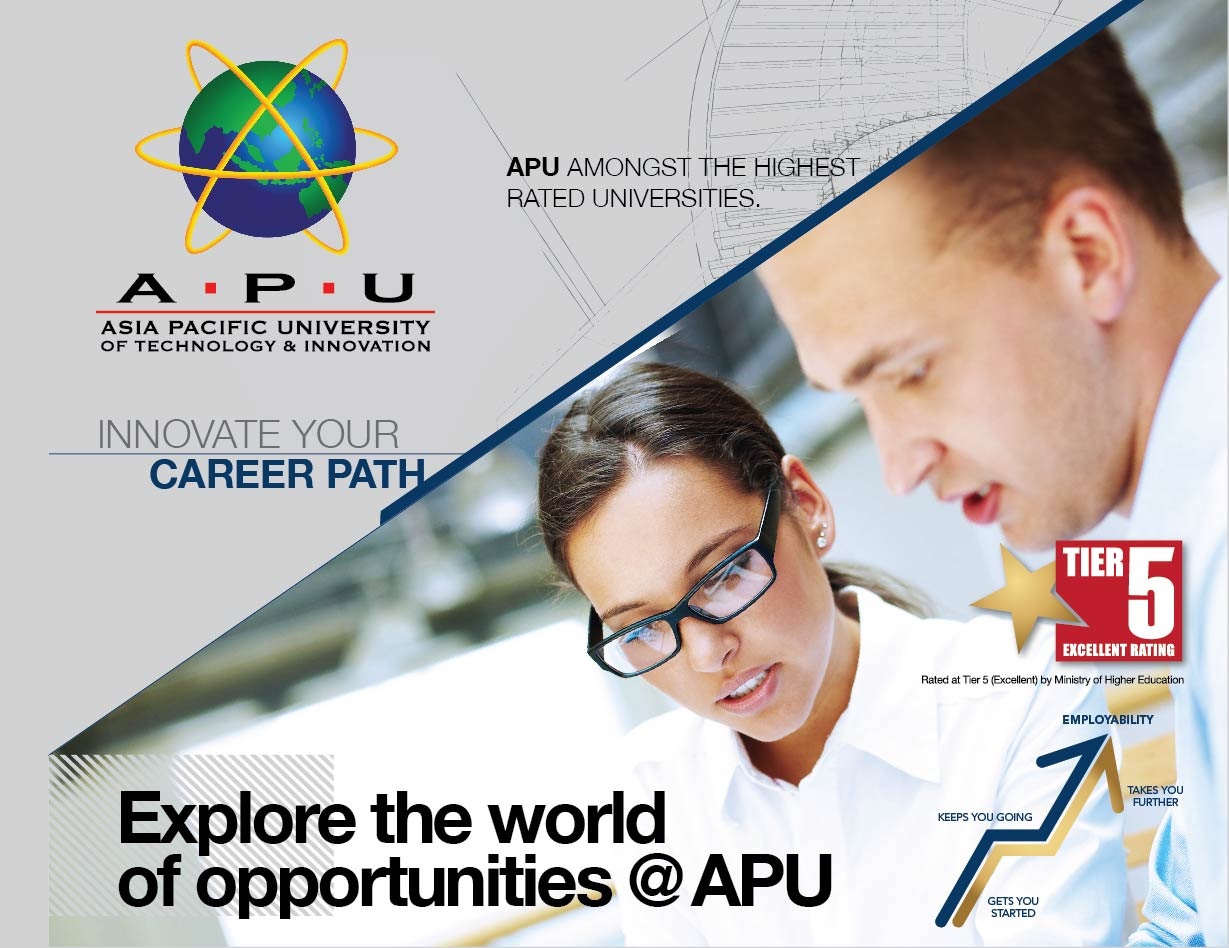 A·P·U
ASIA PACIFIC UNIVERSITY
OF TECHNOLOGY & INNOVATION
APU AMONGST THE HIGHEST
RATED UNIVERSITIES.
INNOVATE YOUR
CAREER PATH
TIER 5
EXCELLENT RATING
Rated at Tier 5 (Excellent) by Ministry of Higher Education
EMPLOYABILITY
TAKES YOU
FURTHER
KEEPS YOU GOING
GETS YOU
STARTED
Explore the world
of opportunities @ APU